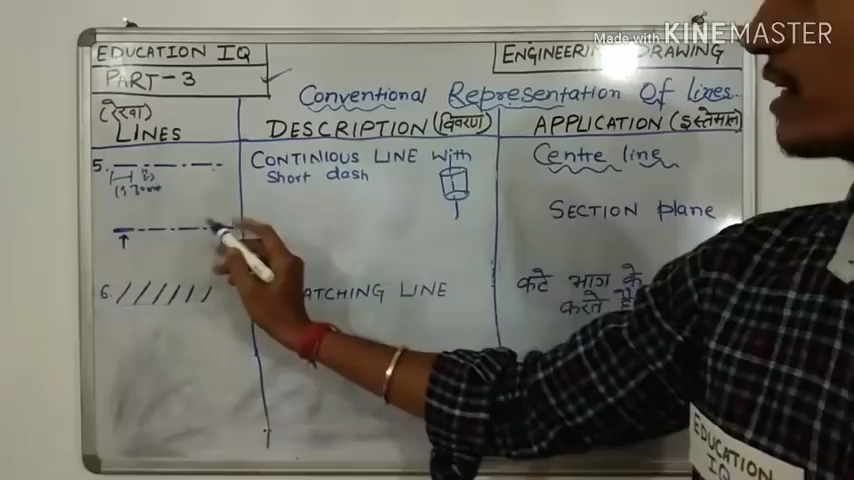 Made with KINEMASTER
EDUCATION IQ
PART-3
ENGINEERING DRAWING
Conventional Representation Of lines
(रेखा)
LINES
DESCRIPTION (विवरण)
APPLICATION (इस्तेमाल)
5.
CONTINIOUS LINE With
Short dash
Centre line
SECTION plane
6.
ATCHING LINE
कटे भाग के
करते है
EDUCATION
IQ